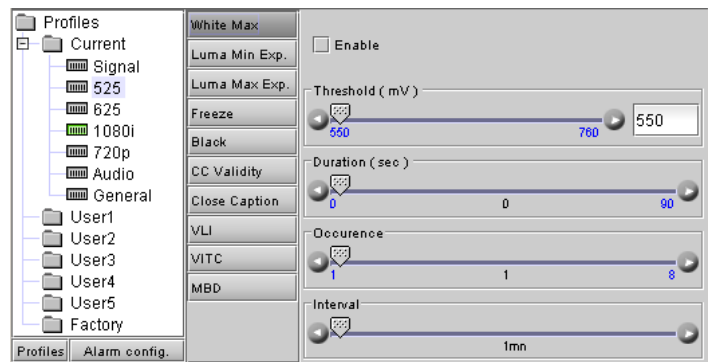 Profiles
Current
Signal
525
625
1080i
720p
Audio
General
User1
User2
User3
User4
User5
Factory
Profiles
Alarm config.
White Max
Luma Min Exp.
Luma Max Exp.
Freeze
Black
CC Validity
Close Caption
VLI
VITC
MBD
Enable
Threshold ( mV )
550 760 550
Duration ( sec )
0 0 90
Occurence
1 1 8
Interval
1mn